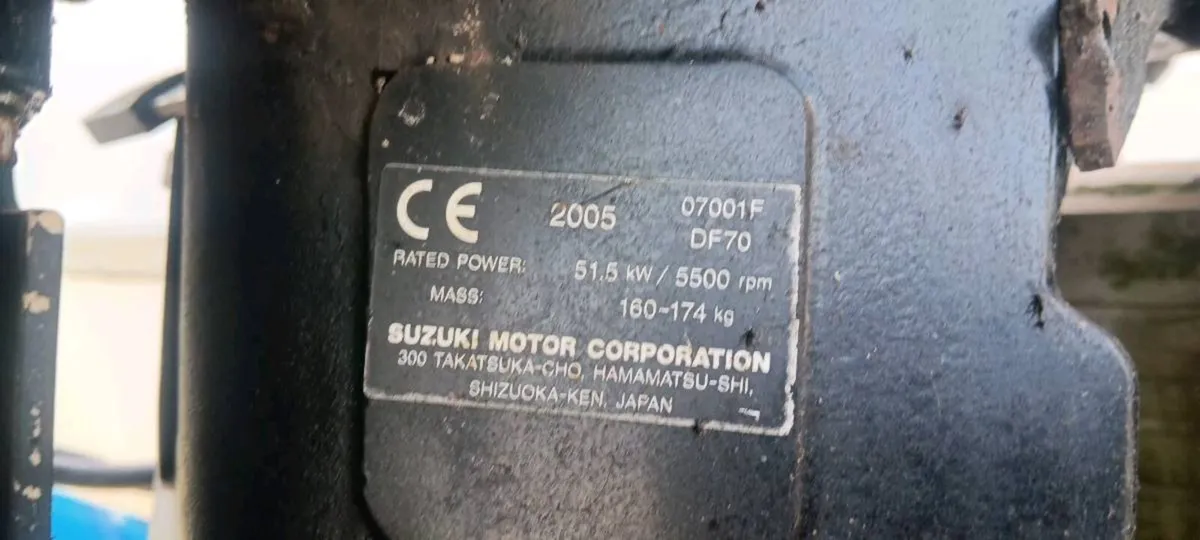 CE 2005 07001F
DF70
RATED POWER: 51.5 kW / 5500 rpm
MASS: 160-174 kg
SUZUKI MOTOR CORPORATION
300 TAKATSUKA-CHO, HAMAMATSU-SHI,
SHIZUOKA-KEN, JAPAN